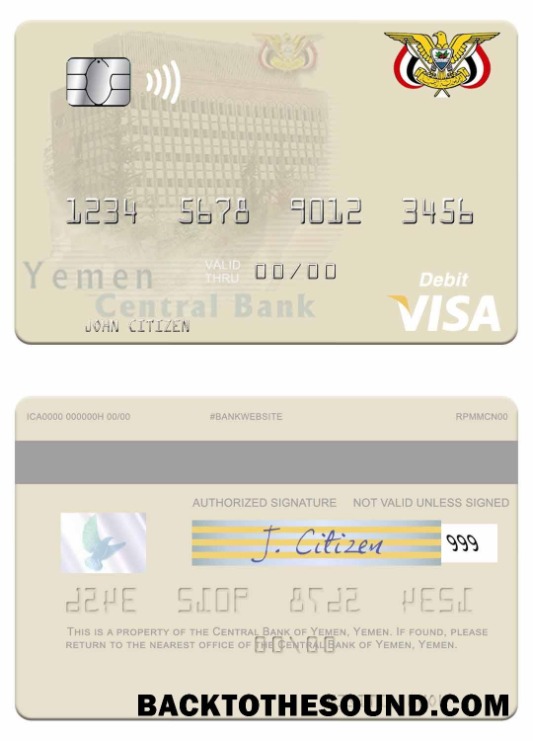 1234 5678 9012 3456
VALID
THRU 00/00
Yemen
Central Bank
JOHN CITIZEN
Debit
VISA
ICA0000 000000H 00/00 #BANKWEBSITE RPMMCN00
AUTHORIZED SIGNATURE NOT VALID UNLESS SIGNED
J. Citizen 999
THIS IS A PROPERTY OF THE CENTRAL BANK OF YEMEN, YEMEN. IF FOUND, PLEASE
RETURN TO THE NEAREST OFFICE OF THE CENTRAL BANK OF YEMEN, YEMEN.
BACKTOTHESOUND.COM